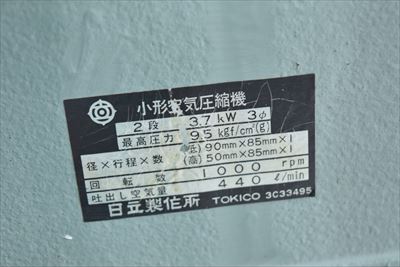 小形空気圧縮機
2段 3.7 kW 3φ
最高圧力 9.5 kgf/cm²(g)
径×行程×数 (低) 90mm×85mm×1
(高) 50mm×85mm×1
回転数 1000 rpm
吐出し空気量 440 ℓ/min
日立製作所 TOKICO 3C33495